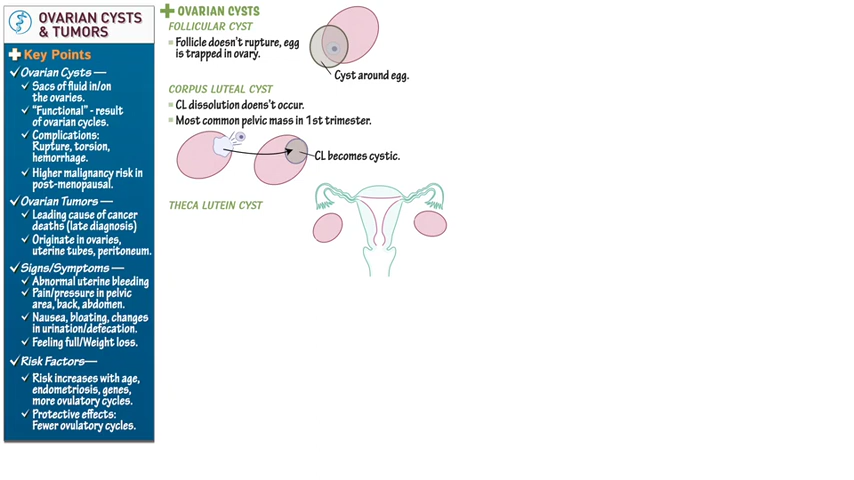 OVARIAN CYSTS
& TUMORS
Key Points
Ovarian Cysts —
Sacs of fluid in/on
the ovaries.
"Functional" - result
of ovarian cycles.
Complications:
Rupture, torsion,
hemorrhage.
Higher malignancy risk in
post-menopausal.
Ovarian Tumors —
Leading cause of cancer
deaths (late diagnosis)
Originate in ovaries,
uterine tubes, peritoneum.
Signs/Symptoms —
Abnormal uterine bleeding
Pain/pressure in pelvic
area, back, abdomen.
Nausea, bloating, changes
in urination/defecation.
Feeling full/Weight loss.
Risk Factors—
Risk increases with age,
endometriosis, genes,
more ovulatory cycles.
Protective effects:
Fewer ovulatory cycles.
OVARIAN CYSTS
FOLLICULAR CYST
Follicle doesn't rupture, egg
is trapped in ovary.
Cyst around egg.
CORPUS LUTEAL CYST
CL dissolution doens't occur.
Most common pelvic mass in 1st trimester.
CL becomes cystic.
THECA LUTEIN CYST